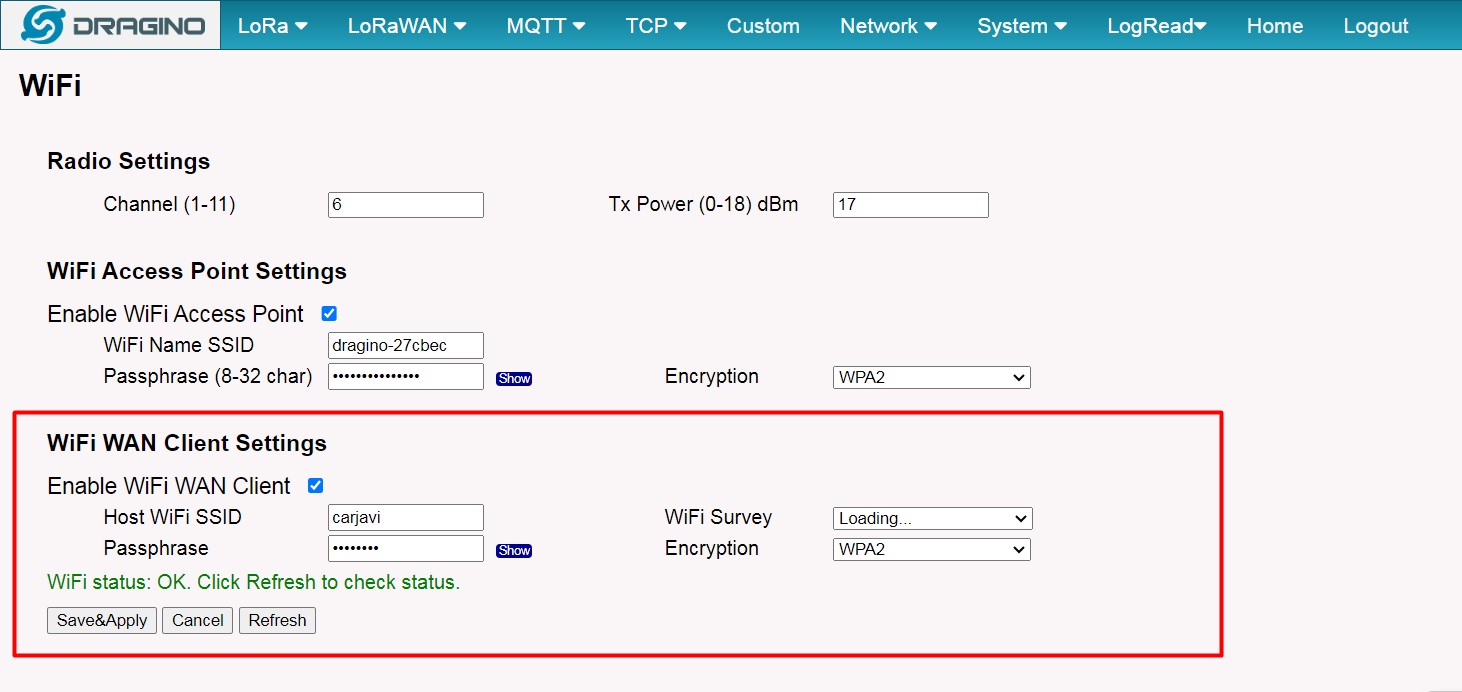 DRAGINO LoRa LoRaWAN MQTT TCP Custom Network System LogRead Home Logout
WiFi
Radio Settings
Channel (1-11) 6 Tx Power (0-18) dBm 17
WiFi Access Point Settings
Enable WiFi Access Point
WiFi Name SSID dragino-27cbec
Passphrase (8-32 char) ••••••••••••••• Show Encryption WPA2
WiFi WAN Client Settings
Enable WiFi WAN Client
Host WiFi SSID carjavi WiFi Survey Loading...
Passphrase •••••••• Show Encryption WPA2
WiFi status: OK. Click Refresh to check status.
Save&Apply Cancel Refresh